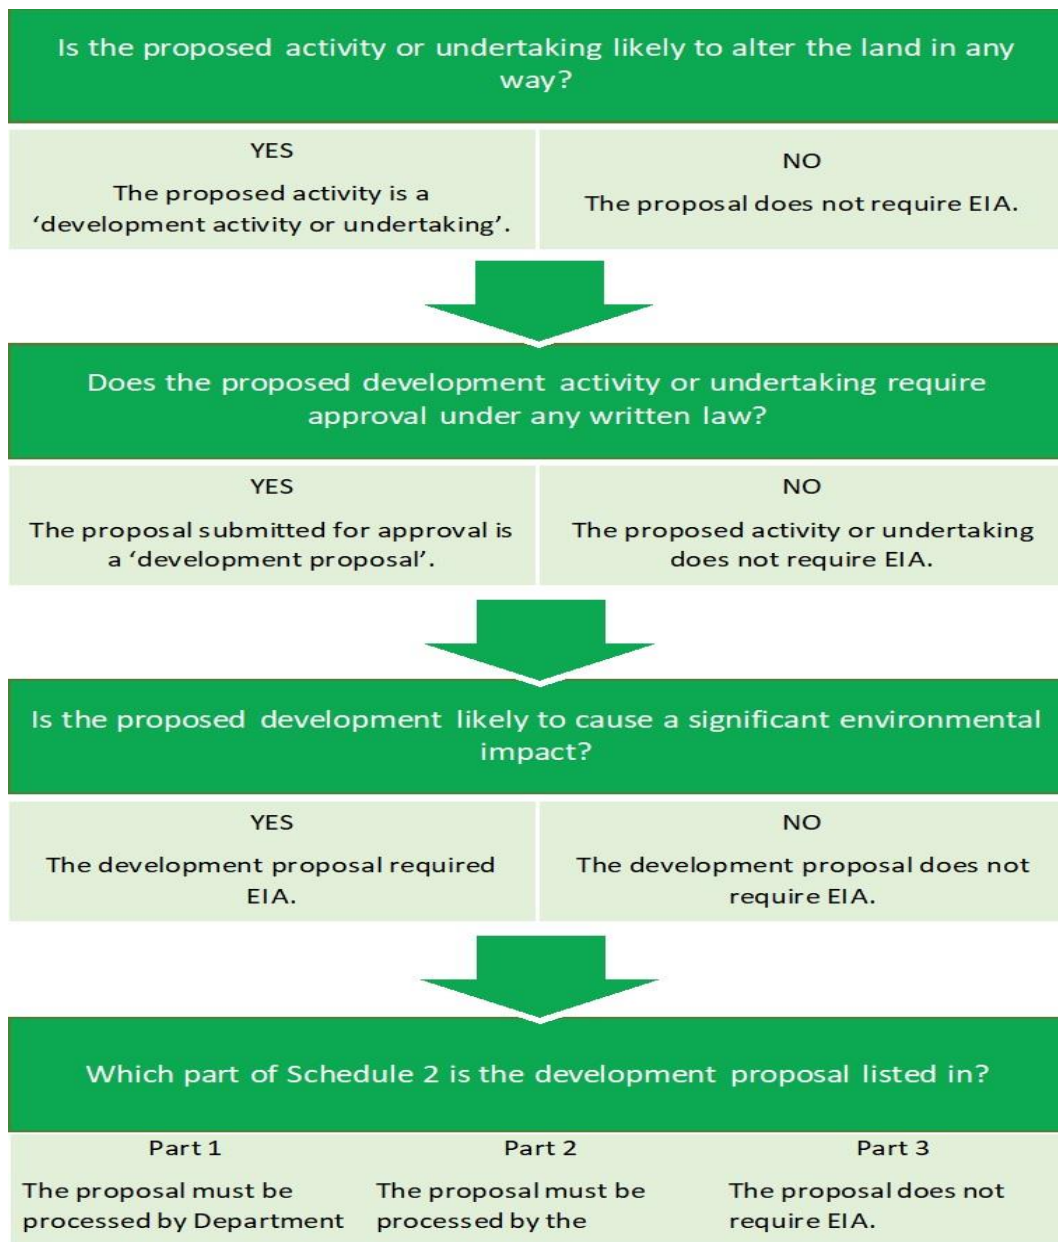 Is the proposed activity or undertaking likely to alter the land in any
way?
YES
The proposed activity is a
‘development activity or undertaking’.
NO
The proposal does not require EIA.
Does the proposed development activity or undertaking require
approval under any written law?
YES
The proposal submitted for approval is
a ‘development proposal’.
NO
The proposed activity or undertaking
does not require EIA.
Is the proposed development likely to cause a significant environmental
impact?
YES
The development proposal required
EIA.
NO
The development proposal does not
require EIA.
Which part of Schedule 2 is the development proposal listed in?
Part 1
The proposal must be
processed by Department
Part 2
The proposal must be
processed by the
Part 3
The proposal does not
require EIA.